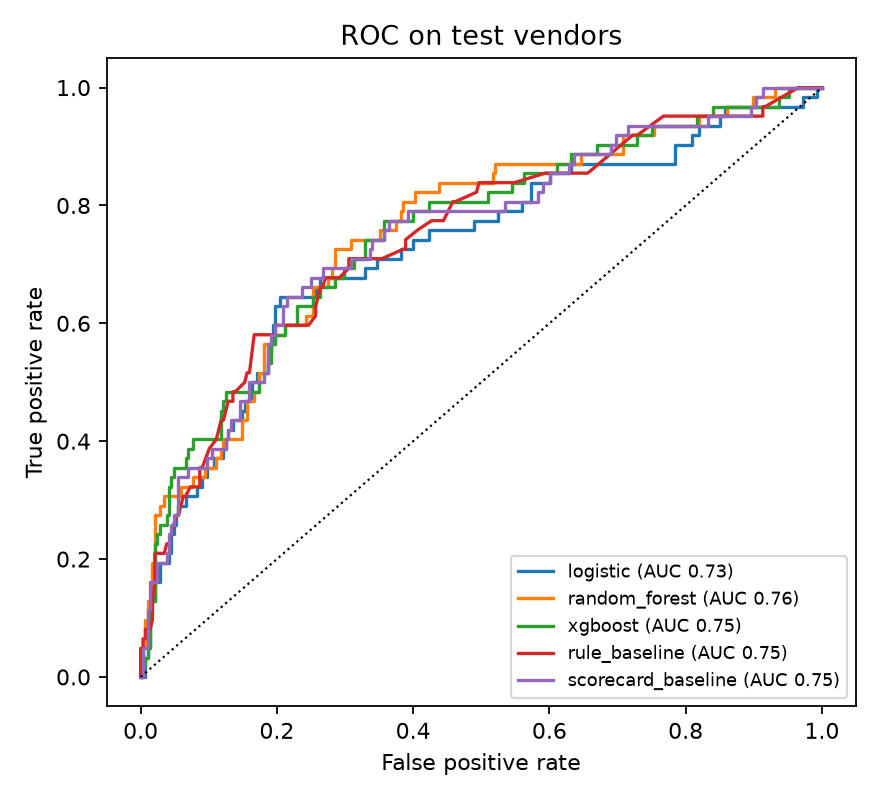 ROC on test vendors
1.0
0.8
0.6
0.4
0.2
0.0
True positive rate
0.0 0.2 0.4 0.6 0.8 1.0
False positive rate
logistic (AUC 0.73)
random_forest (AUC 0.76)
xgboost (AUC 0.75)
rule_baseline (AUC 0.75)
scorecard_baseline (AUC 0.75)